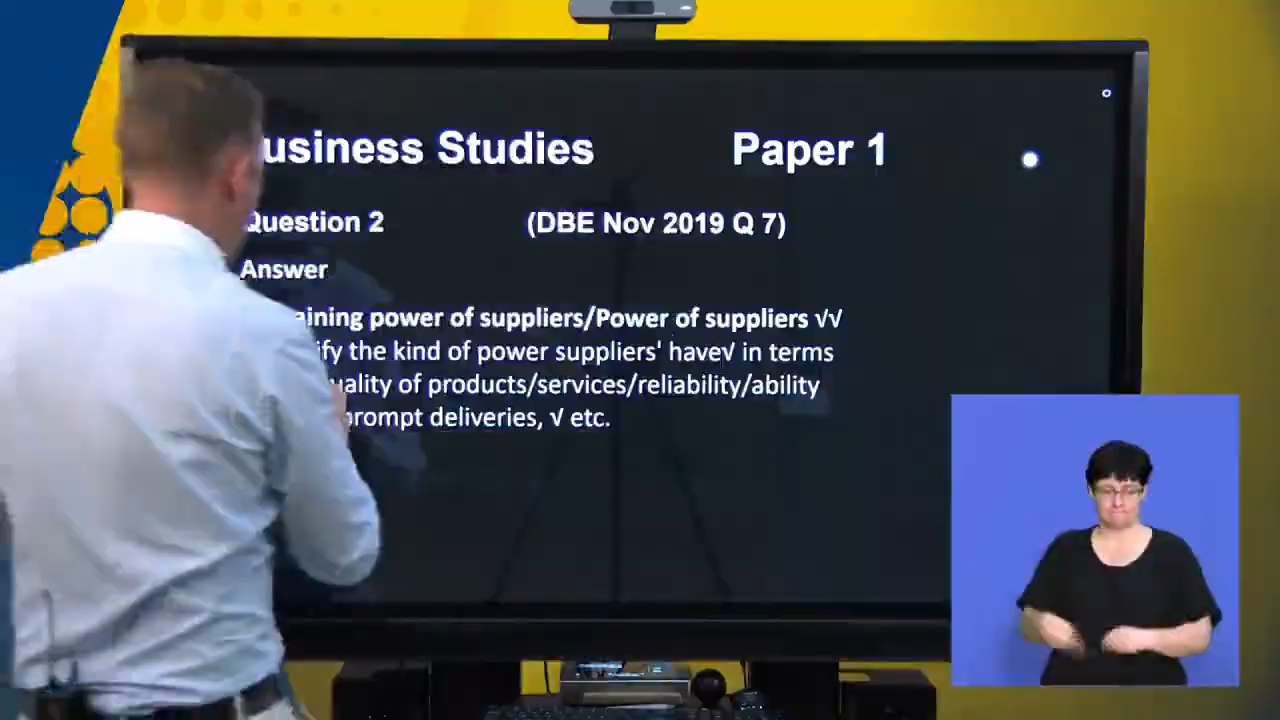 usiness Studies Paper 1
Question 2 (DBE Nov 2019 Q 7)
Answer
aining power of suppliers/Power of suppliers √√
ify the kind of power suppliers' have√ in terms
uality of products/services/reliability/ability
prompt deliveries, √ etc.